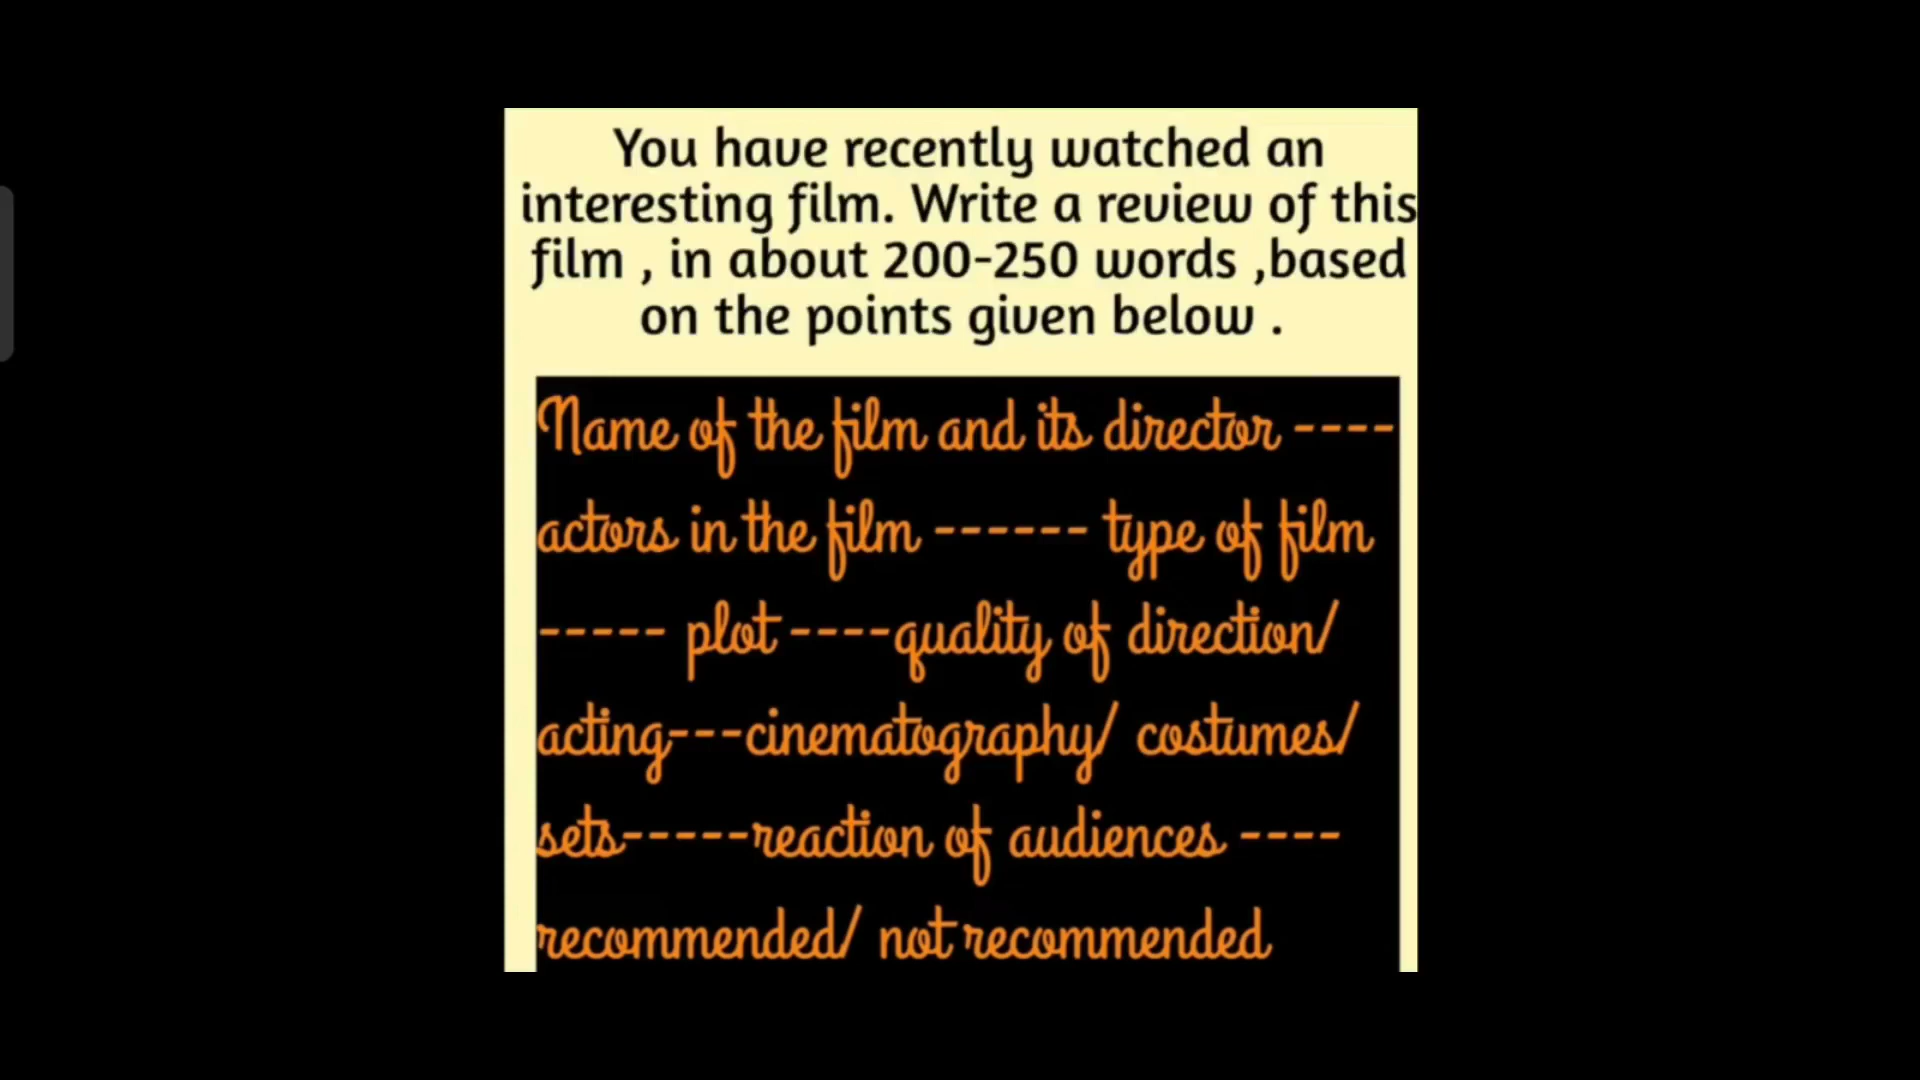 You have recently watched an
interesting film. Write a review of this
film , in about 200-250 words ,based
on the points given below .
Name of the film and its director ----
actors in the film ------ type of film
----- plot ----quality of direction/
acting---cinematography/ costumes/
sets-----reaction of audiences ----
recommended/ not recommended